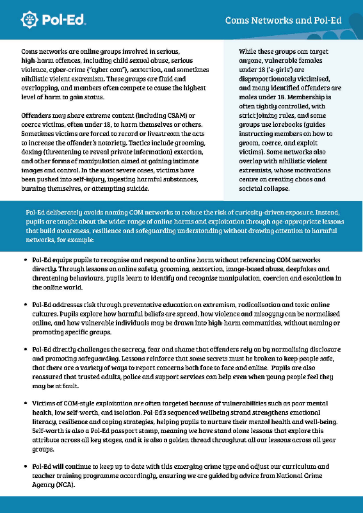 Pol-Ed.
Coms Networks and Pol-Ed
Coms networks are online groups involved in serious,
high-harm offences, including child sexual abuse, serious
violence, cyber-crime ("cyber com"), sextortion, and sometimes
nihilistic violent extremism. These groups are fluid and
overlapping, and members often compete to cause the highest
level of harm to gain status.
Offenders may share extreme content (including CSAM) or
coerce victims, often under 18, to harm themselves or others.
Sometimes victims are forced to record or livestream the acts
to increase the offender's notoriety. Tactics include grooming,
doxing (threatening to reveal private information) extortion,
and other forms of manipulation aimed at gaining intimate
images and control. In the most severe cases, victims have
been pushed into self-injury, ingesting harmful substances,
burning themselves, or attempting suicide.
While these groups can target
anyone, vulnerable females
under 18 ('e-girls') are
disproportionately victimised,
and many identified offenders are
males under 18. Membership is
often tightly controlled, with
strict joining rules, and some
groups use lorebooks (guides
instructing members on how to
groom, coerce, and exploit
victims). Some networks also
overlap with nihilistic violent
extremists, whose motivations
centre on creating chaos and
societal collapse.
Pol-Ed deliberately avoids naming COM networks to reduce the risk of curiosity-driven exposure. Instead,
pupils are taught about the wider range of online harms and exploitation through age-appropriate lessons
that build awareness, resilience and safeguarding understanding without drawing attention to harmful
networks, for example:
• Pol-Ed equips pupils to recognise and respond to online harm without referencing COM networks
directly. Through lessons on online safety, grooming, sextortion, image-based abuse, deepfakes and
threatening behaviours, pupils learn to identify and recognise manipulation, coercion and escalation in
the online world.
• Pol-Ed addresses risk through preventative education on extremism, radicalisation and toxic online
cultures. Pupils explore how harmful beliefs are spread, how violence and misogyny can be normalised
online, and how vulnerable individuals may be drawn into high-harm communities, without naming or
promoting specific groups.
• Pol-Ed directly challenges the secrecy, fear and shame that offenders rely on by normalising disclosure
and promoting safeguarding. Lessons reinforce that some secrets must be broken to keep people safe,
that there are a variety of ways to report concerns both face to face and online. Pupils are also
reassured that trusted adults, police and support services can help even when young people feel they
may be at fault.
• Victims of COM-style exploitation are often targeted because of vulnerabilities such as poor mental
health, low self-worth, and isolation. Pol-Ed's sequenced wellbeing strand strengthens emotional
literacy, resilience and coping strategies, helping pupils to nurture their mental health and well-being.
Self-worth is also a Pol-Ed passport stamp, meaning we have stand alone lessons that explore this
attribute across all key stages, and it is also a golden thread throughout all our lessons across all year
groups.
• Pol-Ed will continue to keep up to date with this emerging crime type and adjust our curriculum and
teacher training programme accordingly, ensuring we are guided by advice from National Crime
Agency (NCA).